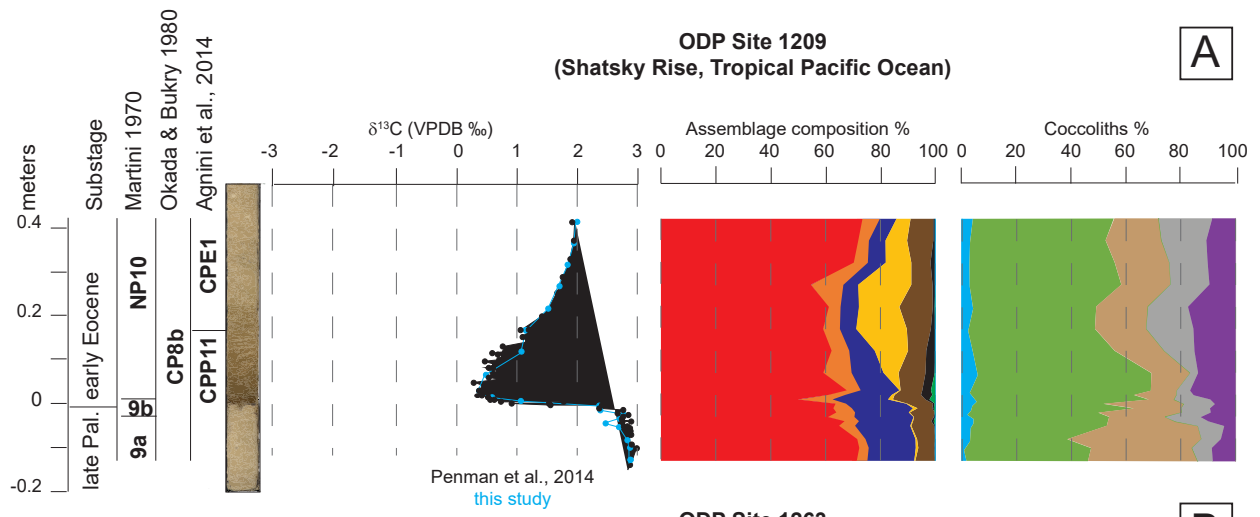 ODP Site 1209
(Shatsky Rise, Tropical Pacific Ocean)
A
meters
Substage
Martini 1970
Okada & Bukry 1980
Agnini et al., 2014
δ13C (VPDB ‰)
Assemblage composition %
Coccoliths %
-3 -2 -1 0 1 2 3
0 20 40 60 80 100
0 20 40 60 80 100
0.4
0.2
0
-0.2
late Pal.
early Eocene
9a
9b
NP10
CP8b
CPP11
CPE1
Penman et al., 2014
this study